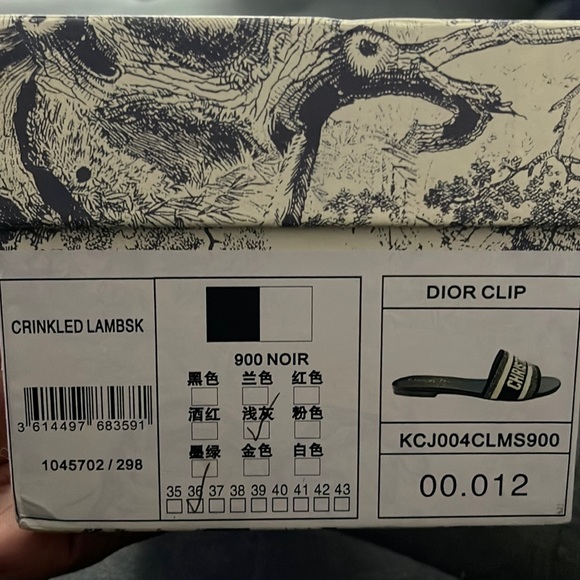 CRINKLED LAMBSK
3 614497 683591
1045702 / 298
900 NOIR
黑色 兰色 红色
酒红 浅灰 粉色
墨绿 金色 白色
35 36 37 38 39 40 41 42 43
DIOR CLIP
CHRIS
KCJ004CLMS900
00.012